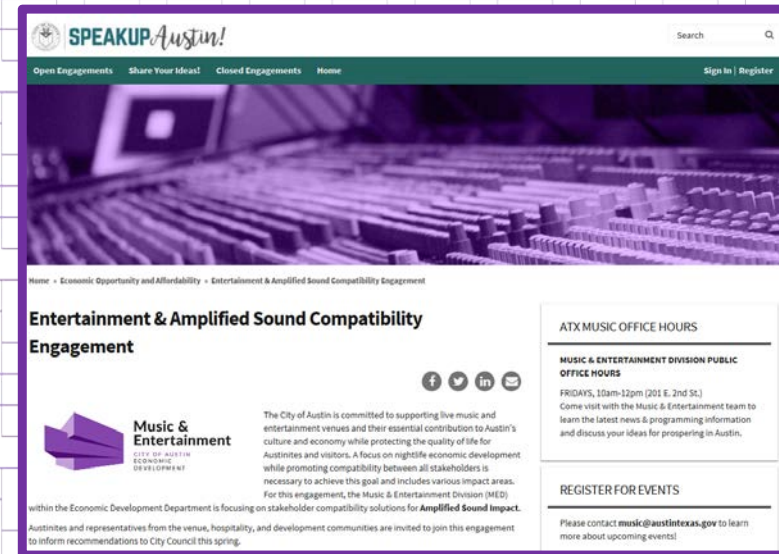 SPEAKUP Austin!
Search
Open Engagements Share Your Ideas! Closed Engagements Home
Sign In | Register
Home » Economic Opportunity and Affordability » Entertainment & Amplified Sound Compatibility Engagement
Entertainment & Amplified Sound Compatibility
Engagement
Music &
Entertainment
CITY OF AUSTIN
ECONOMIC
DEVELOPMENT
The City of Austin is committed to supporting live music and
entertainment venues and their essential contribution to Austin's
culture and economy while protecting the quality of life for
Austinites and visitors. A focus on nightlife economic development
while promoting compatibility between all stakeholders is
necessary to achieve this goal and includes various impact areas.
For this engagement, the Music & Entertainment Division (MED)
within the Economic Development Department is focusing on stakeholder compatibility solutions for Amplified Sound Impact.
Austinites and representatives from the venue, hospitality, and development communities are invited to join this engagement
to inform recommendations to City Council this spring.
ATX MUSIC OFFICE HOURS
MUSIC & ENTERTAINMENT DIVISION PUBLIC
OFFICE HOURS
FRIDAYS, 10am-12pm (201 E. 2nd St.)
Come visit with the Music & Entertainment team to
learn the latest news & programming information
and discuss your ideas for prospering in Austin.
REGISTER FOR EVENTS
Please contact music@austintexas.gov to learn
more about upcoming events!